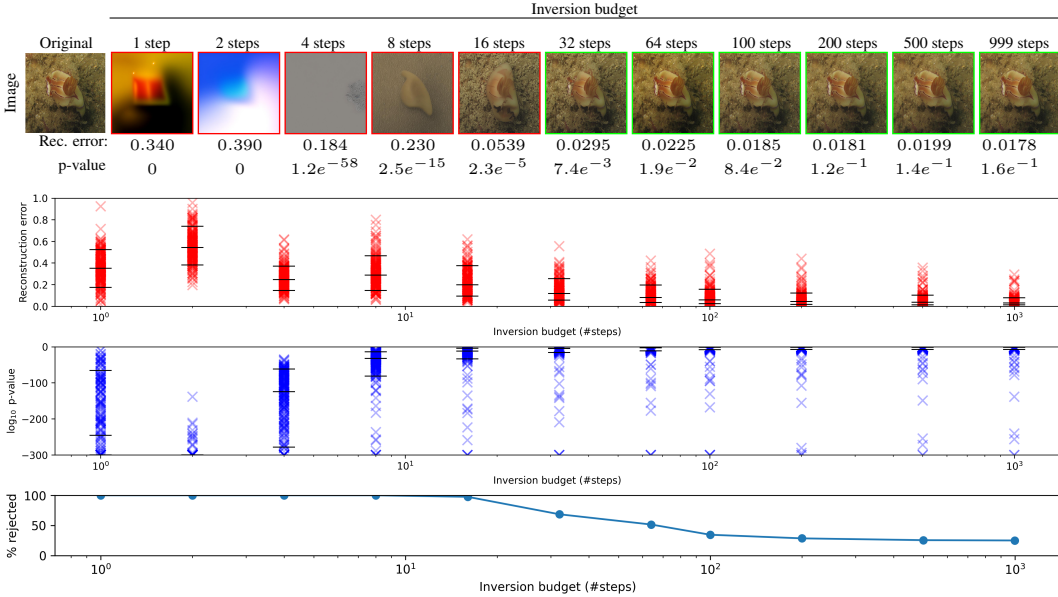 Inversion budget
Original 1 step 2 steps 4 steps 8 steps 16 steps 32 steps 64 steps 100 steps 200 steps 500 steps 999 steps
Image
Rec. error: 0.340 0.390 0.184 0.230 0.0539 0.0295 0.0225 0.0185 0.0181 0.0199 0.0178
p-value 0 0 1.2e^{-58} 2.5e^{-15} 2.3e^{-5} 7.4e^{-3} 1.9e^{-2} 8.4e^{-2} 1.2e^{-1} 1.4e^{-1} 1.6e^{-1}
Reconstruction error
1.0
0.8
0.6
0.4
0.2
0.0
10^0 10^1 10^2 10^3
Inversion budget (#steps)
log_{10} p-value
0
−100
−200
−300
10^0 10^1 10^2 10^3
Inversion budget (#steps)
% rejected
100
50
0
10^0 10^1 10^2 10^3
Inversion budget (#steps)